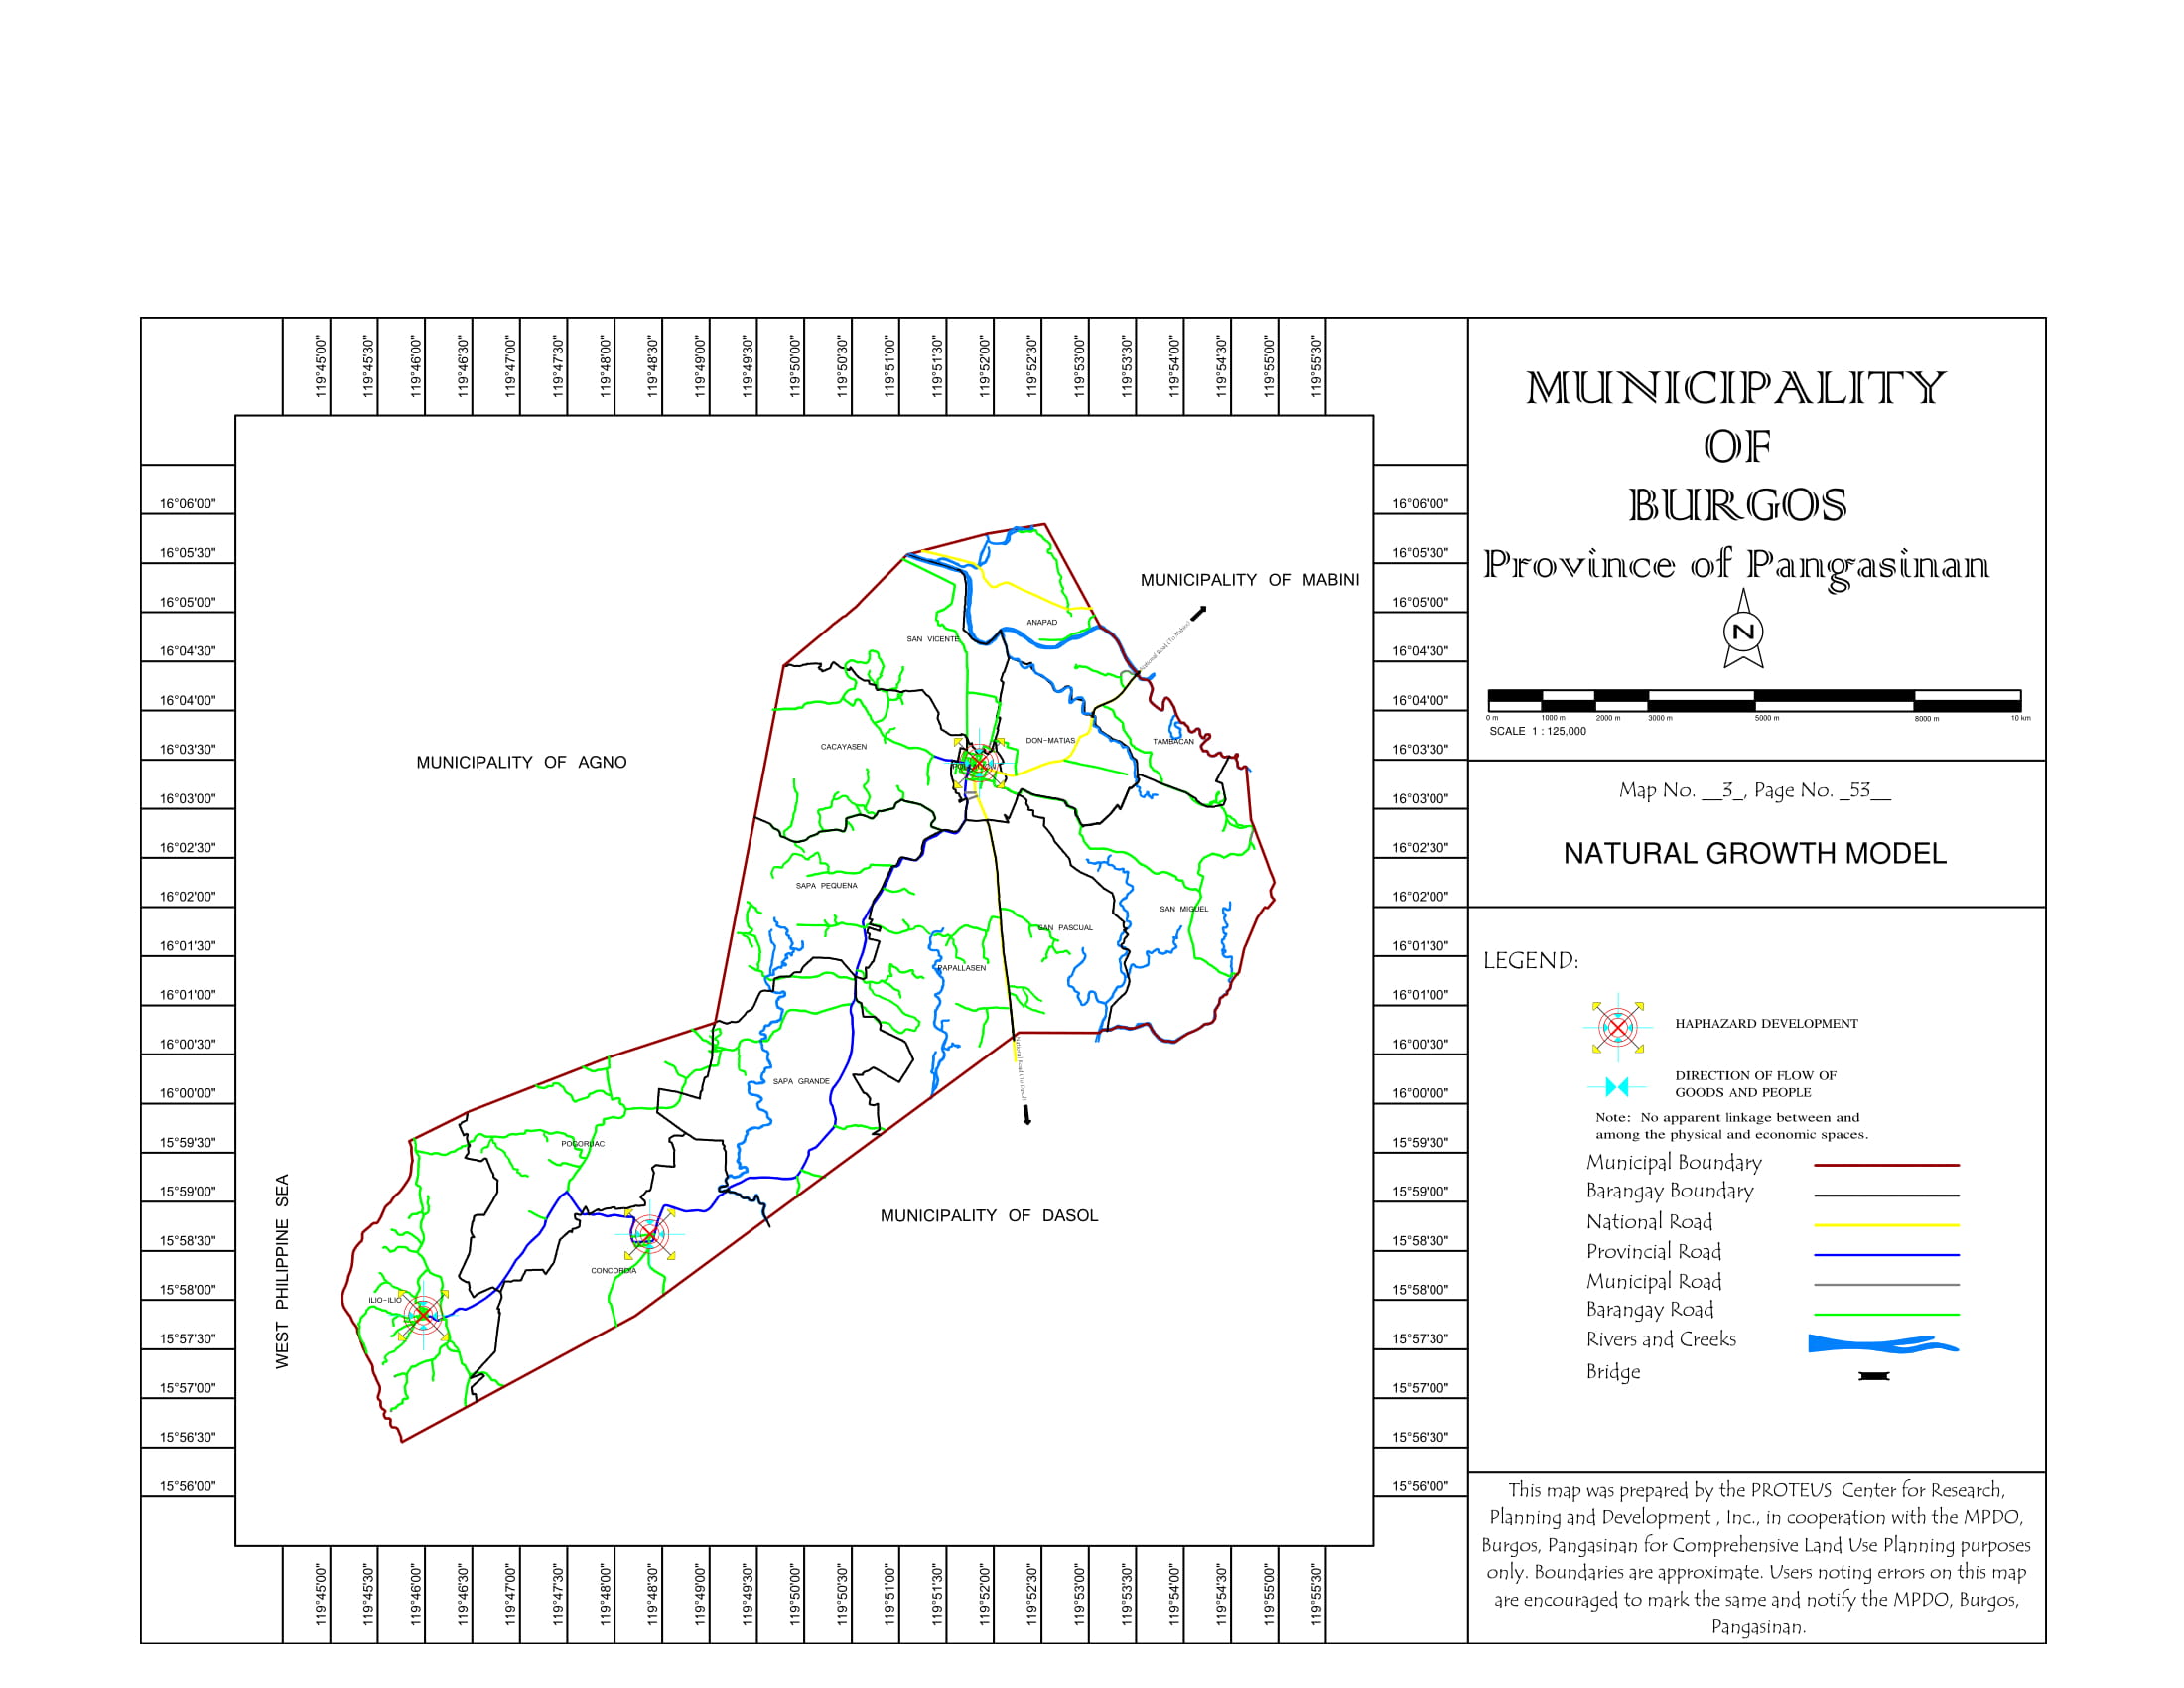 119°45'00"
119°45'30"
119°46'00"
119°46'30"
119°47'00"
119°47'30"
119°48'00"
119°48'30"
119°49'00"
119°49'30"
119°50'00"
119°50'30"
119°51'00"
119°51'30"
119°52'00"
119°52'30"
119°53'00"
119°53'30"
119°54'00"
119°54'30"
119°55'00"
119°55'30"
16°06'00"
16°05'30"
16°05'00"
16°04'30"
16°04'00"
16°03'30"
16°03'00"
16°02'30"
16°02'00"
16°01'30"
16°01'00"
16°00'30"
16°00'00"
15°59'30"
15°59'00"
15°58'30"
15°58'00"
15°57'30"
15°57'00"
15°56'30"
15°56'00"
MUNICIPALITY OF MABINI
National Road (To Mabini)
ANAPAD
SAN VICENTE
CACAYASEN
DON-MATIAS
TAMBACAN
MUNICIPALITY OF AGNO
SAPA PEQUENA
SAN MIGUEL
SAN PASCUAL
PAPALLASEN
SAPA GRANDE
National Road (To Dasol)
POGORUAC
MUNICIPALITY OF DASOL
WEST PHILIPPINE SEA
CONCORDIA
ILIO-ILIO
16°06'00"
16°05'30"
16°05'00"
16°04'30"
16°04'00"
16°03'30"
16°03'00"
16°02'30"
16°02'00"
16°01'30"
16°01'00"
16°00'30"
16°00'00"
15°59'30"
15°59'00"
15°58'30"
15°58'00"
15°57'30"
15°57'00"
15°56'30"
15°56'00"
119°45'00"
119°45'30"
119°46'00"
119°46'30"
119°47'00"
119°47'30"
119°48'00"
119°48'30"
119°49'00"
119°49'30"
119°50'00"
119°50'30"
119°51'00"
119°51'30"
119°52'00"
119°52'30"
119°53'00"
119°53'30"
119°54'00"
119°54'30"
119°55'00"
119°55'30"
MUNICIPALITY
OF
BURGOS
Province of Pangasinan
N
0 m 1000 m 2000 m 3000 m 5000 m 8000 m 10 km
SCALE 1 : 125,000
Map No. __3_, Page No. _53__
NATURAL GROWTH MODEL
LEGEND:
HAPHAZARD DEVELOPMENT
DIRECTION OF FLOW OF
GOODS AND PEOPLE
Note: No apparent linkage between and
among the physical and economic spaces.
Municipal Boundary
Barangay Boundary
National Road
Provincial Road
Municipal Road
Barangay Road
Rivers and Creeks
Bridge
This map was prepared by the PROTEUS Center for Research,
Planning and Development , Inc., in cooperation with the MPDO,
Burgos, Pangasinan for Comprehensive Land Use Planning purposes
only. Boundaries are approximate. Users noting errors on this map
are encouraged to mark the same and notify the MPDO, Burgos,
Pangasinan.